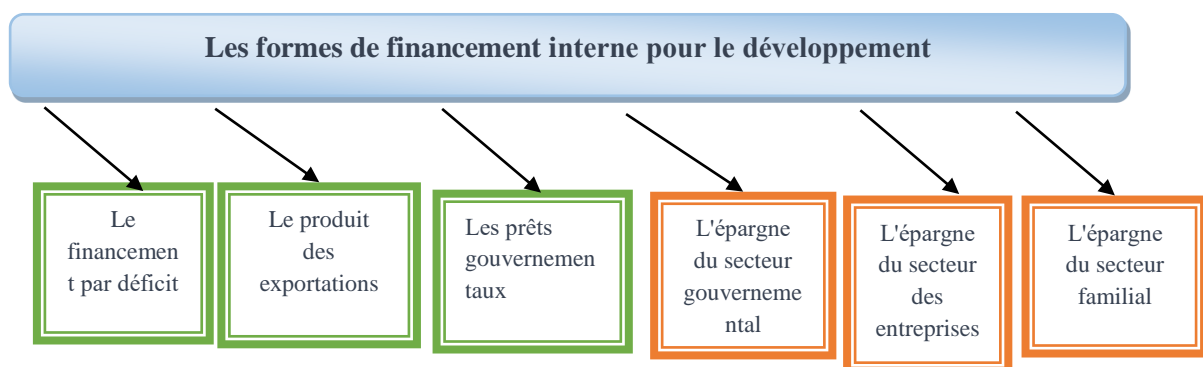 Les formes de financement interne pour le développement
Le
financemen
t par déficit
Le produit
des
exportations
Les prêts
gouvernemen
taux
L'épargne
du secteur
gouverneme
ntal
L'épargne
du secteur
des
entreprises
L'épargne
du secteur
familial